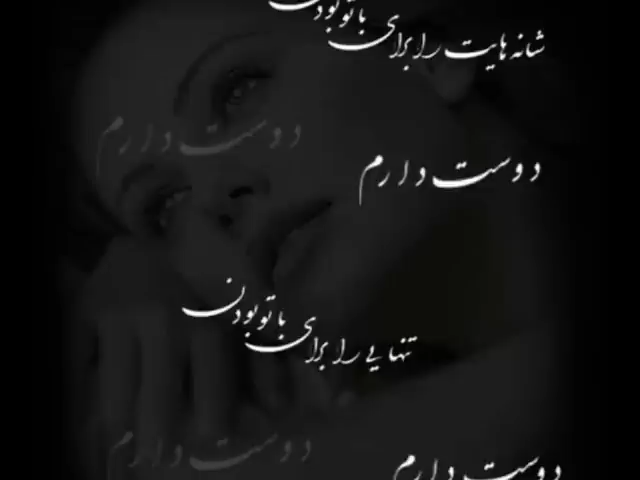 شانه‌هایت را برای با تو بودن
دوست دارم
دوست دارم
تنهایی را برای با تو بودن
دوست دارم
دوست دارم